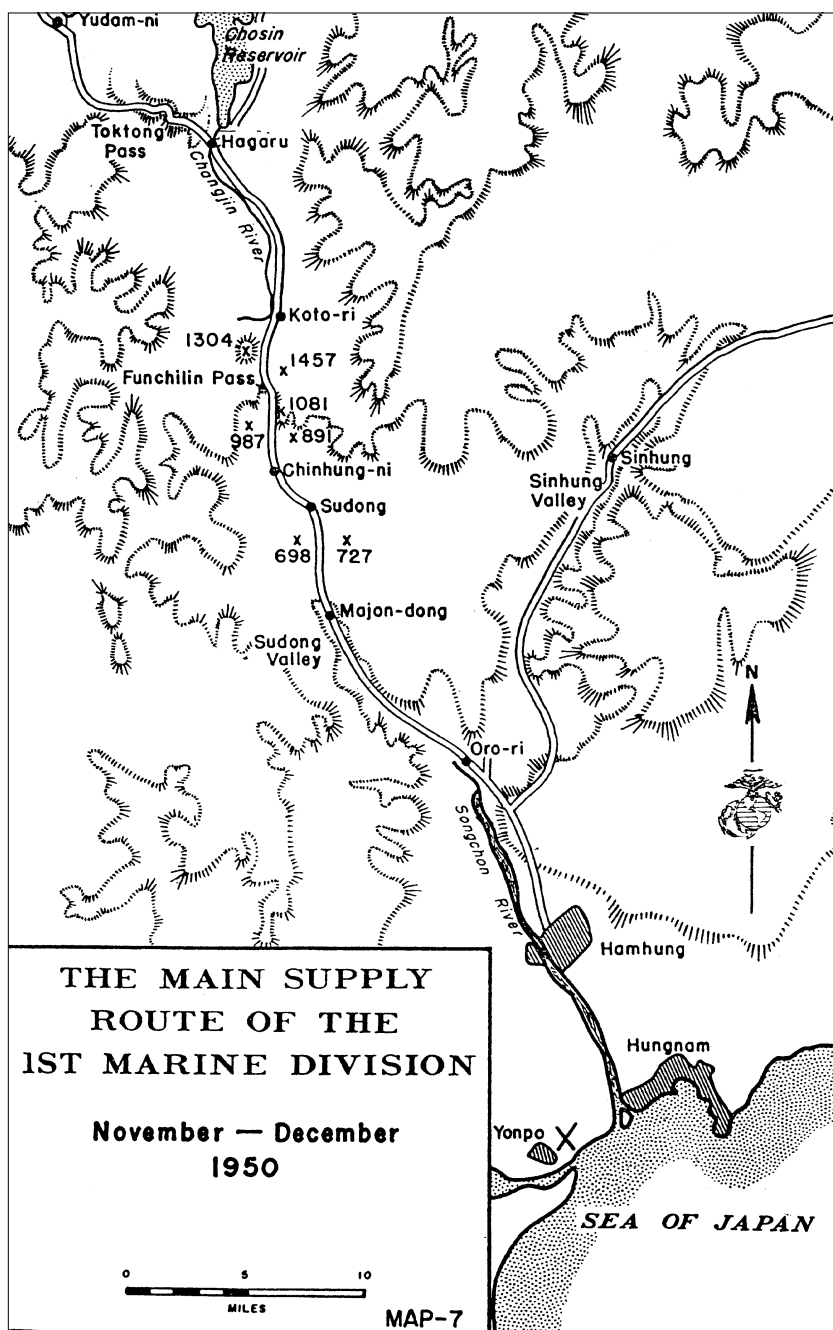 Yudam-ni
Chosin
Reservoir
Toktong
Pass
Hagaru
Changjin River
Koto-ri
1304
1457
Funchilin Pass
1081
987
891
Chinhung-ni
Sudong
698
727
Sinhung
Sinhung
Valley
Majon-dong
Sudong
Valley
N
Oro-ri
Songchon
River
Hamhung
Hungnam
Yonpo
SEA OF JAPAN
THE MAIN SUPPLY
ROUTE OF THE
1ST MARINE DIVISION
November — December
1950
0 5 10
MILES
MAP-7